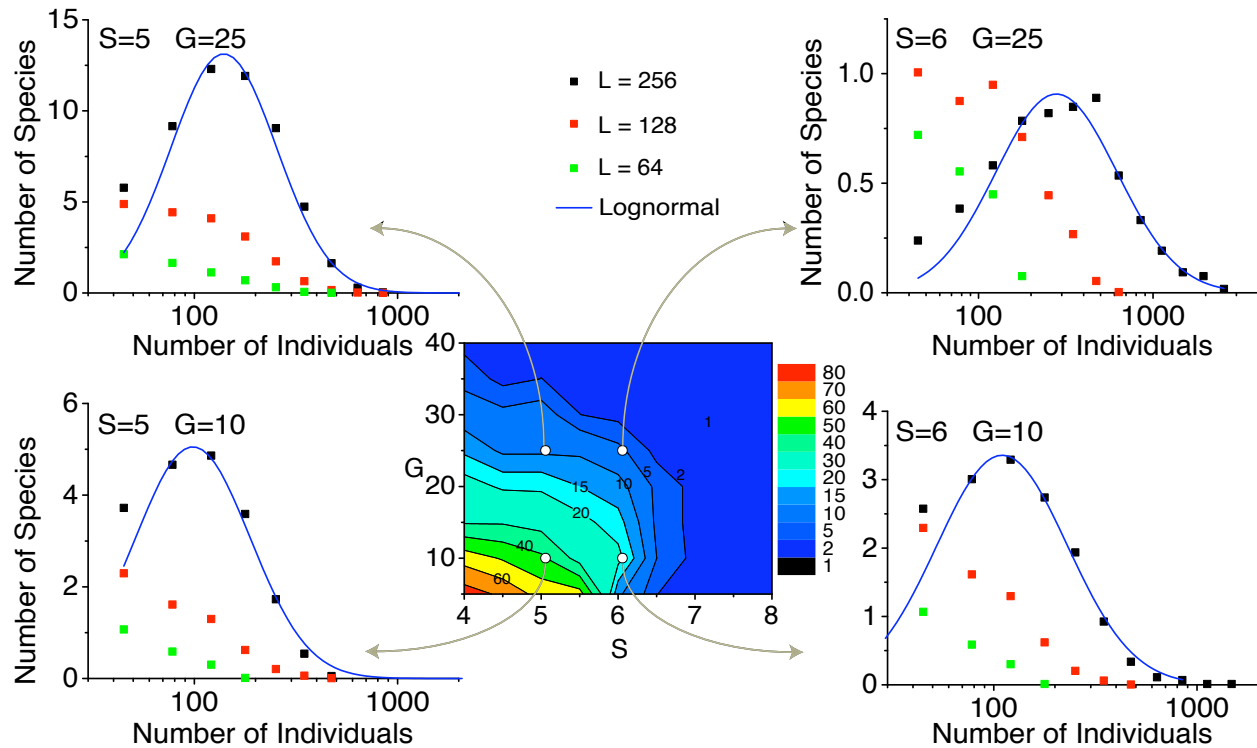 S=5 G=25
15
10
5
0
Number of Species
100
1000
Number of Individuals
L = 256
L = 128
L = 64
Lognormal
S=6 G=25
1.0
0.5
0.0
Number of Species
100
1000
Number of Individuals
S=5 G=10
6
4
2
0
Number of Species
100
1000
Number of Individuals
40
30
20
10
G
4 5 6 7 8
S
1
2
5
10
15
20
40
60
80
70
60
50
40
30
20
15
10
5
2
1
S=6 G=10
4
3
2
1
0
Number of Species
100
1000
Number of Individuals